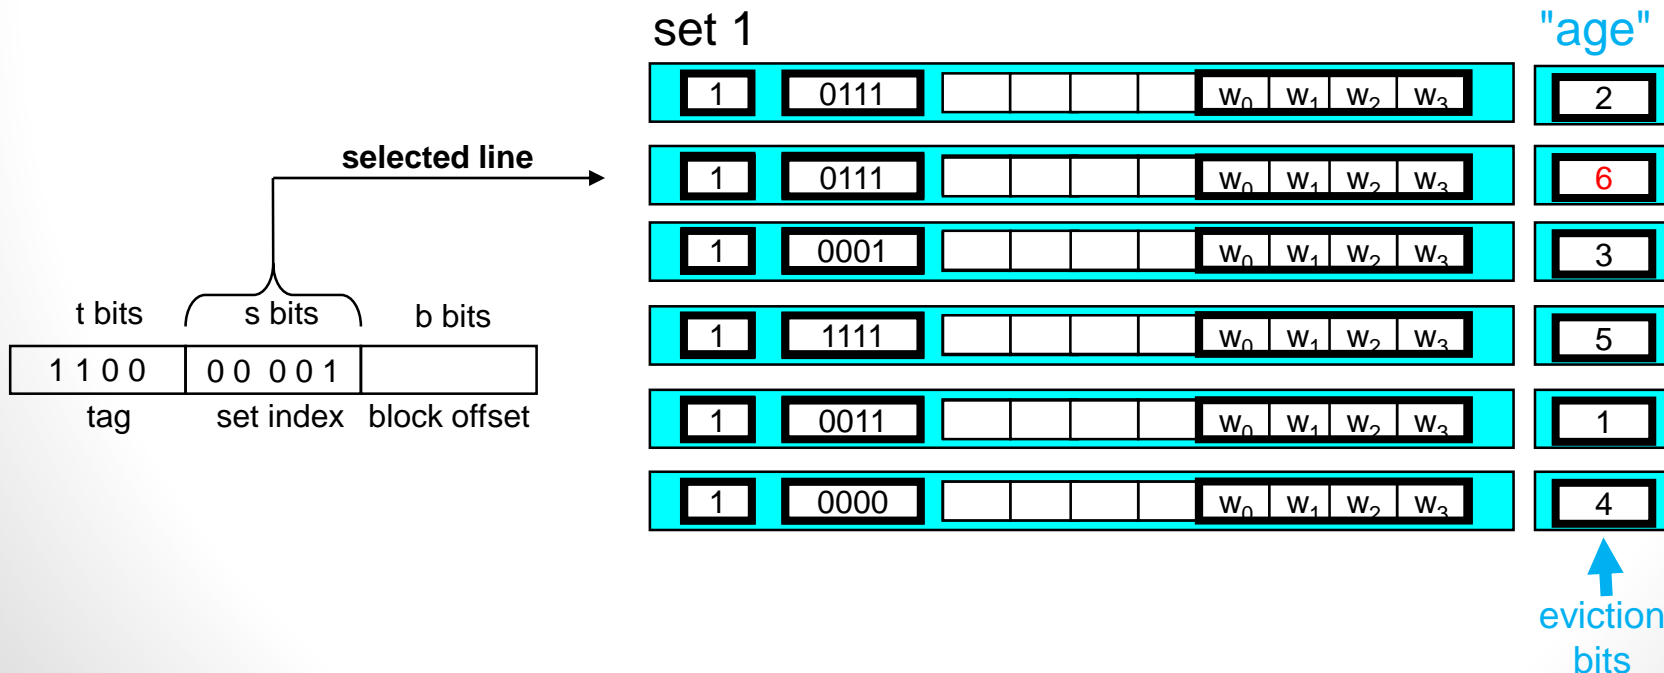 set 1 "age"
1 0111 w0 w1 w2 w3 2
selected line
1 0111 w0 w1 w2 w3 6
1 0001 w0 w1 w2 w3 3
t bits s bits b bits
1 1111 w0 w1 w2 w3 5
1 1 0 0 0 0 0 0 1
tag set index block offset
1 0011 w0 w1 w2 w3 1
1 0000 w0 w1 w2 w3 4
eviction
bits